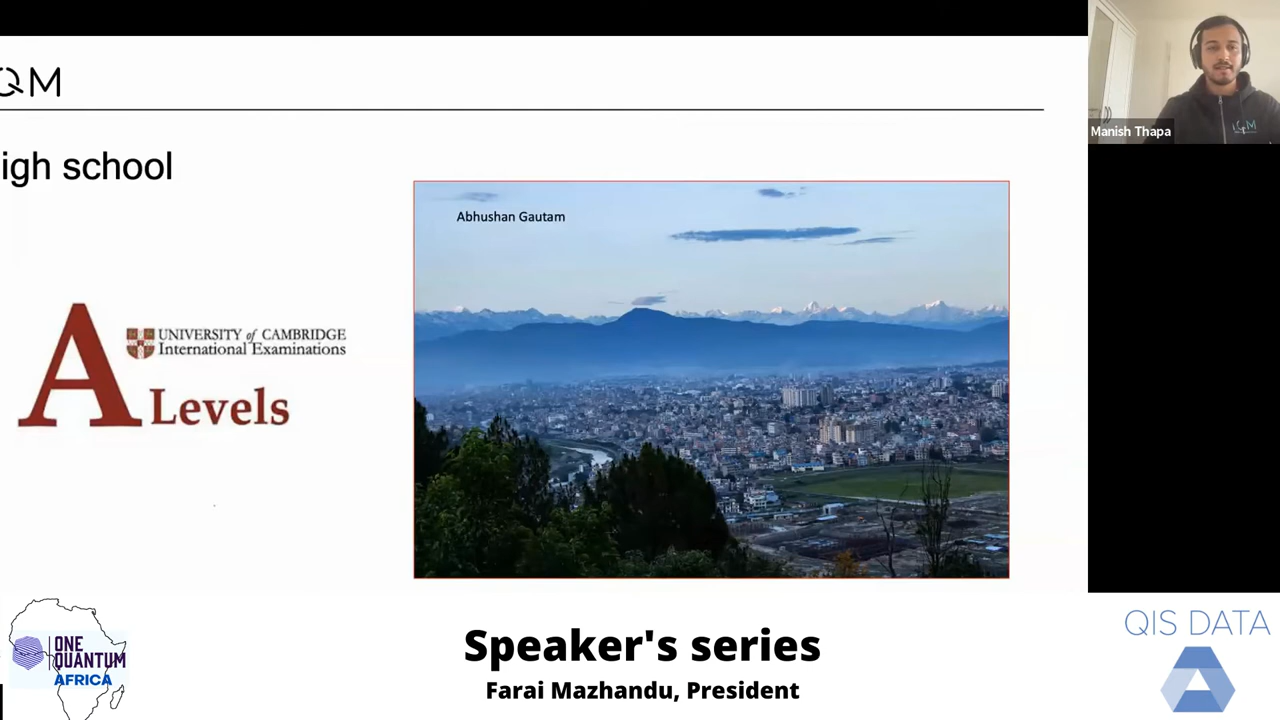 QM
igh school
Abhushan Gautam
UNIVERSITY of CAMBRIDGE
International Examinations
A Levels
Manish Thapa
IQM
ONE
QUANTUM
AFRICA
Speaker's series
Farai Mazhandu, President
QIS DATA